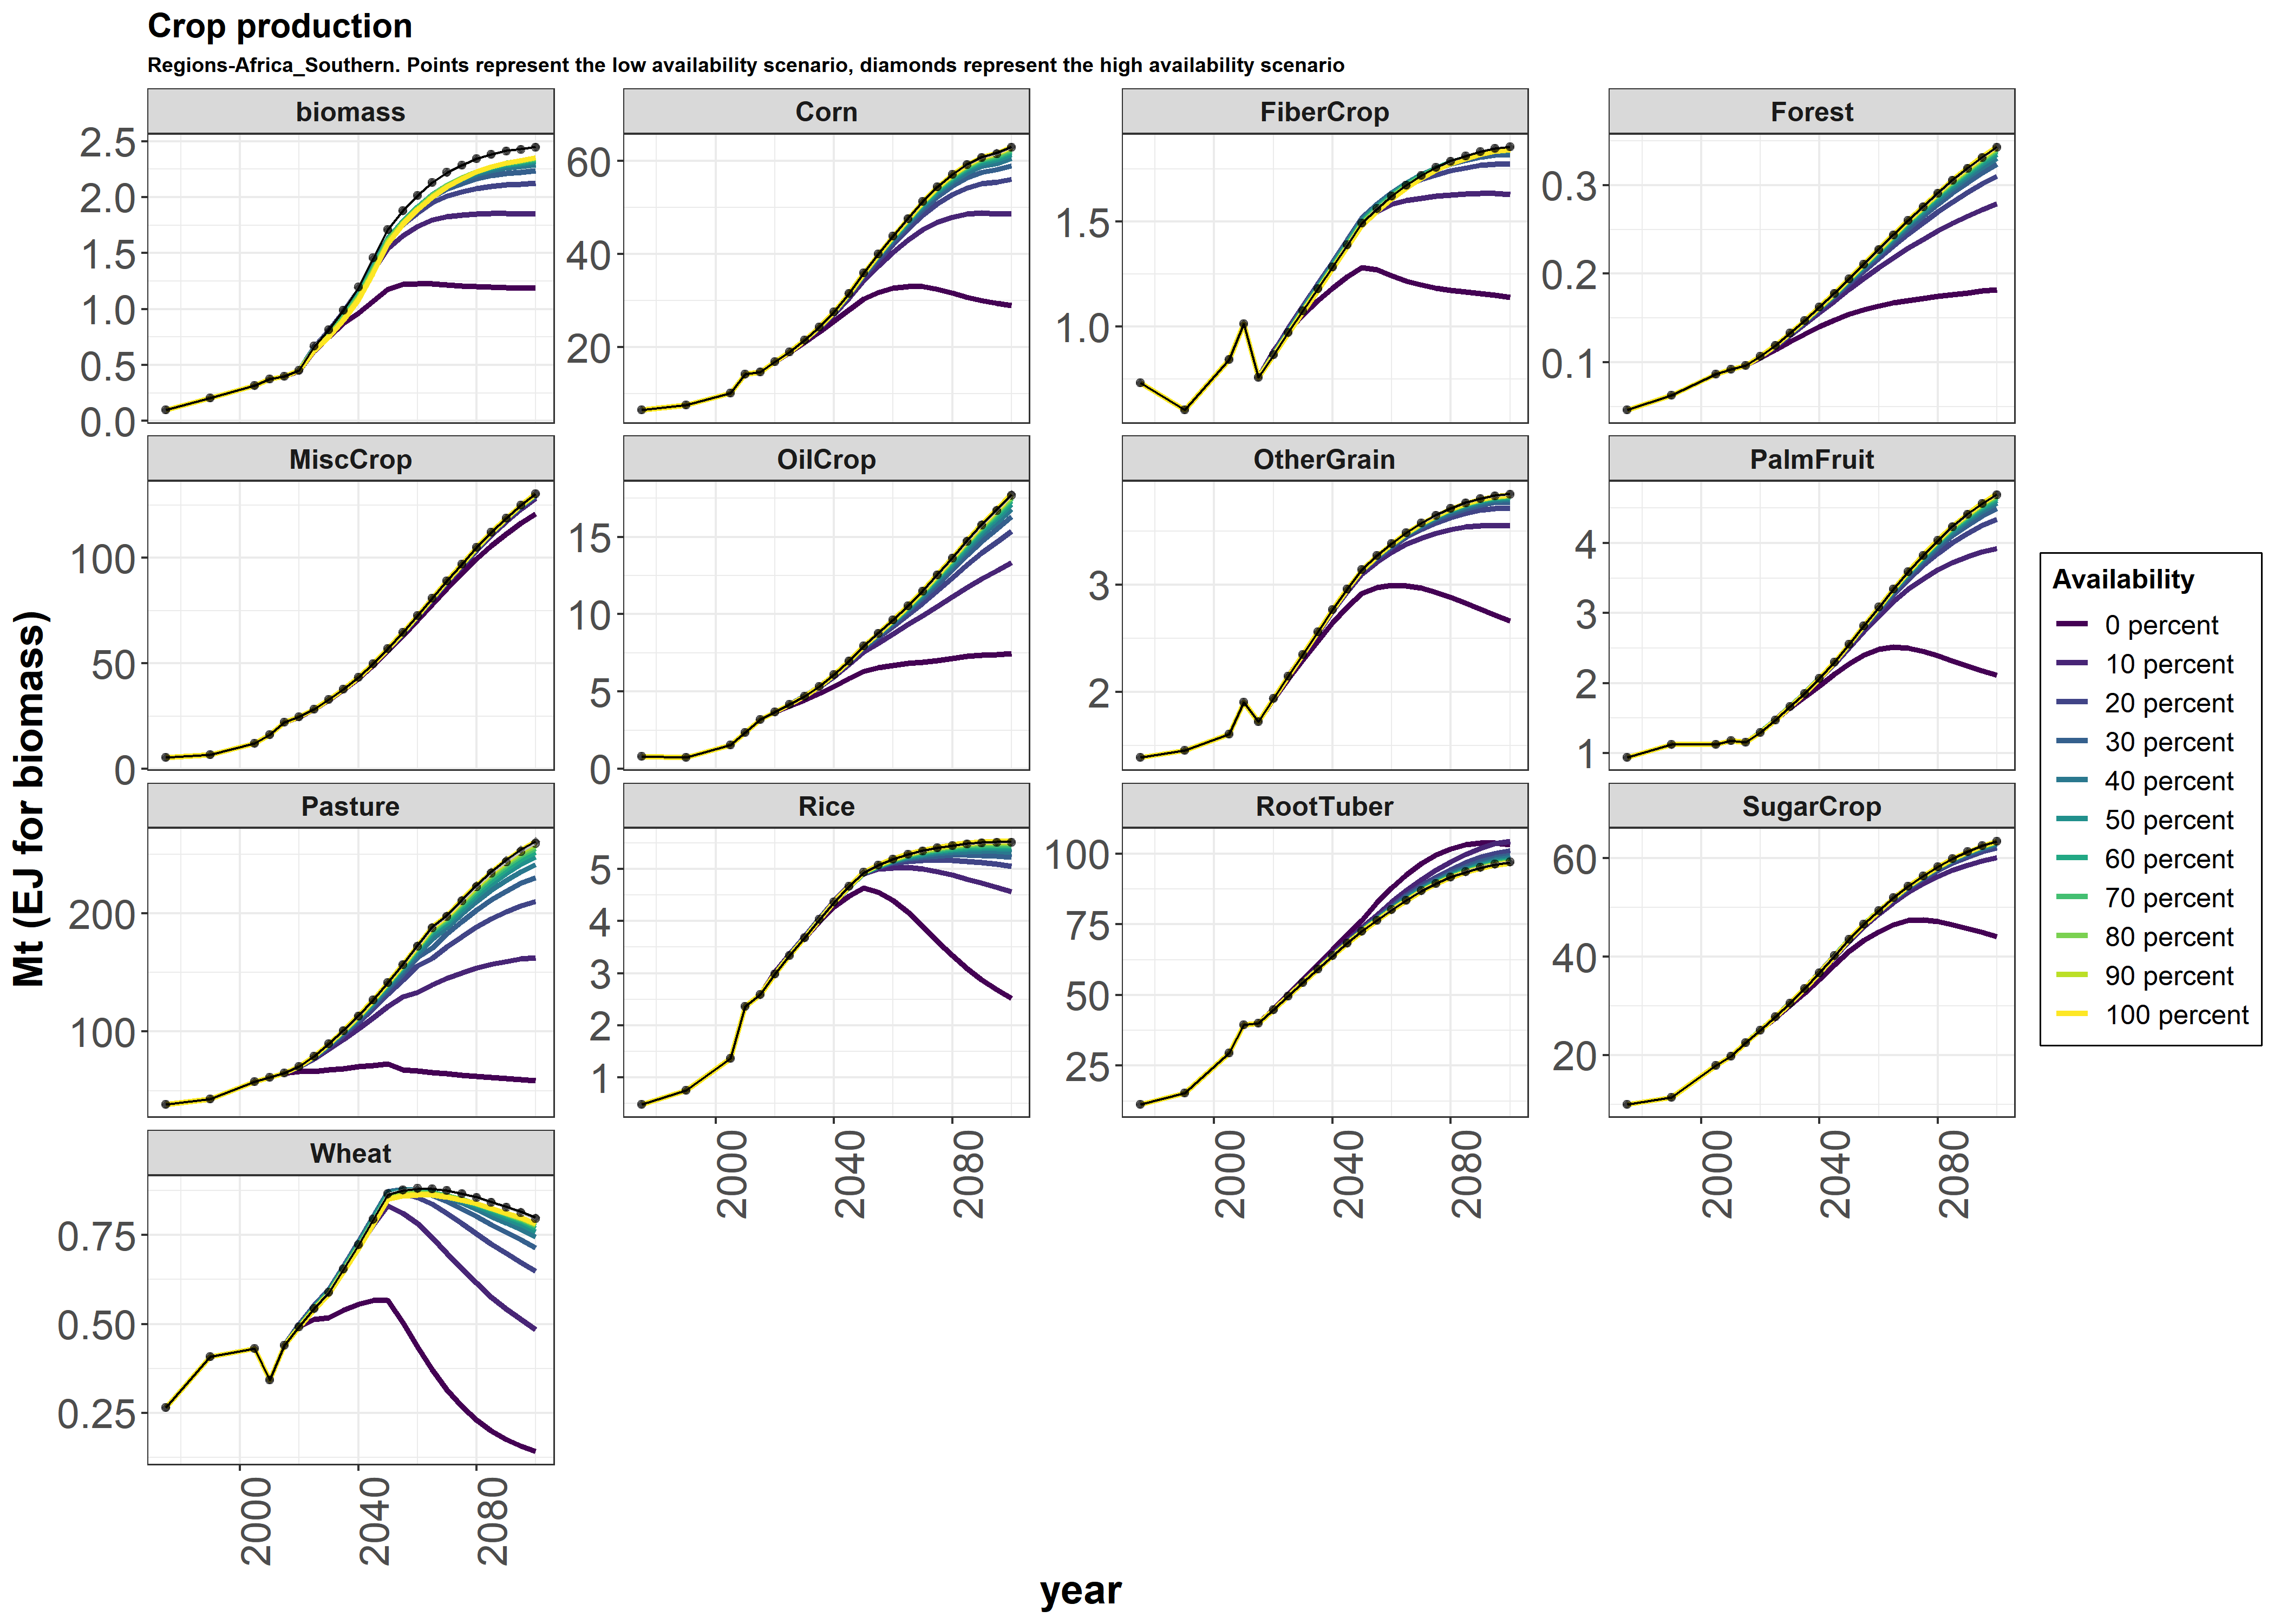 Crop production
Regions-Africa_Southern. Points represent the low availability scenario, diamonds represent the high availability scenario
biomass
Corn
FiberCrop
Forest
2.5
2.0
1.5
1.0
0.5
0.0
60
40
20
1.5
1.0
0.3
0.2
0.1
MiscCrop
OilCrop
OtherGrain
PalmFruit
100
50
0
15
10
5
0
3
2
4
3
2
1
Pasture
Rice
RootTuber
SugarCrop
200
100
5
4
3
2
1
100
75
50
25
60
40
20
2000
2040
2080
2000
2040
2080
2000
2040
2080
Wheat
0.75
0.50
0.25
2000
2040
2080
Mt (EJ for biomass)
year
Availability
0 percent
10 percent
20 percent
30 percent
40 percent
50 percent
60 percent
70 percent
80 percent
90 percent
100 percent